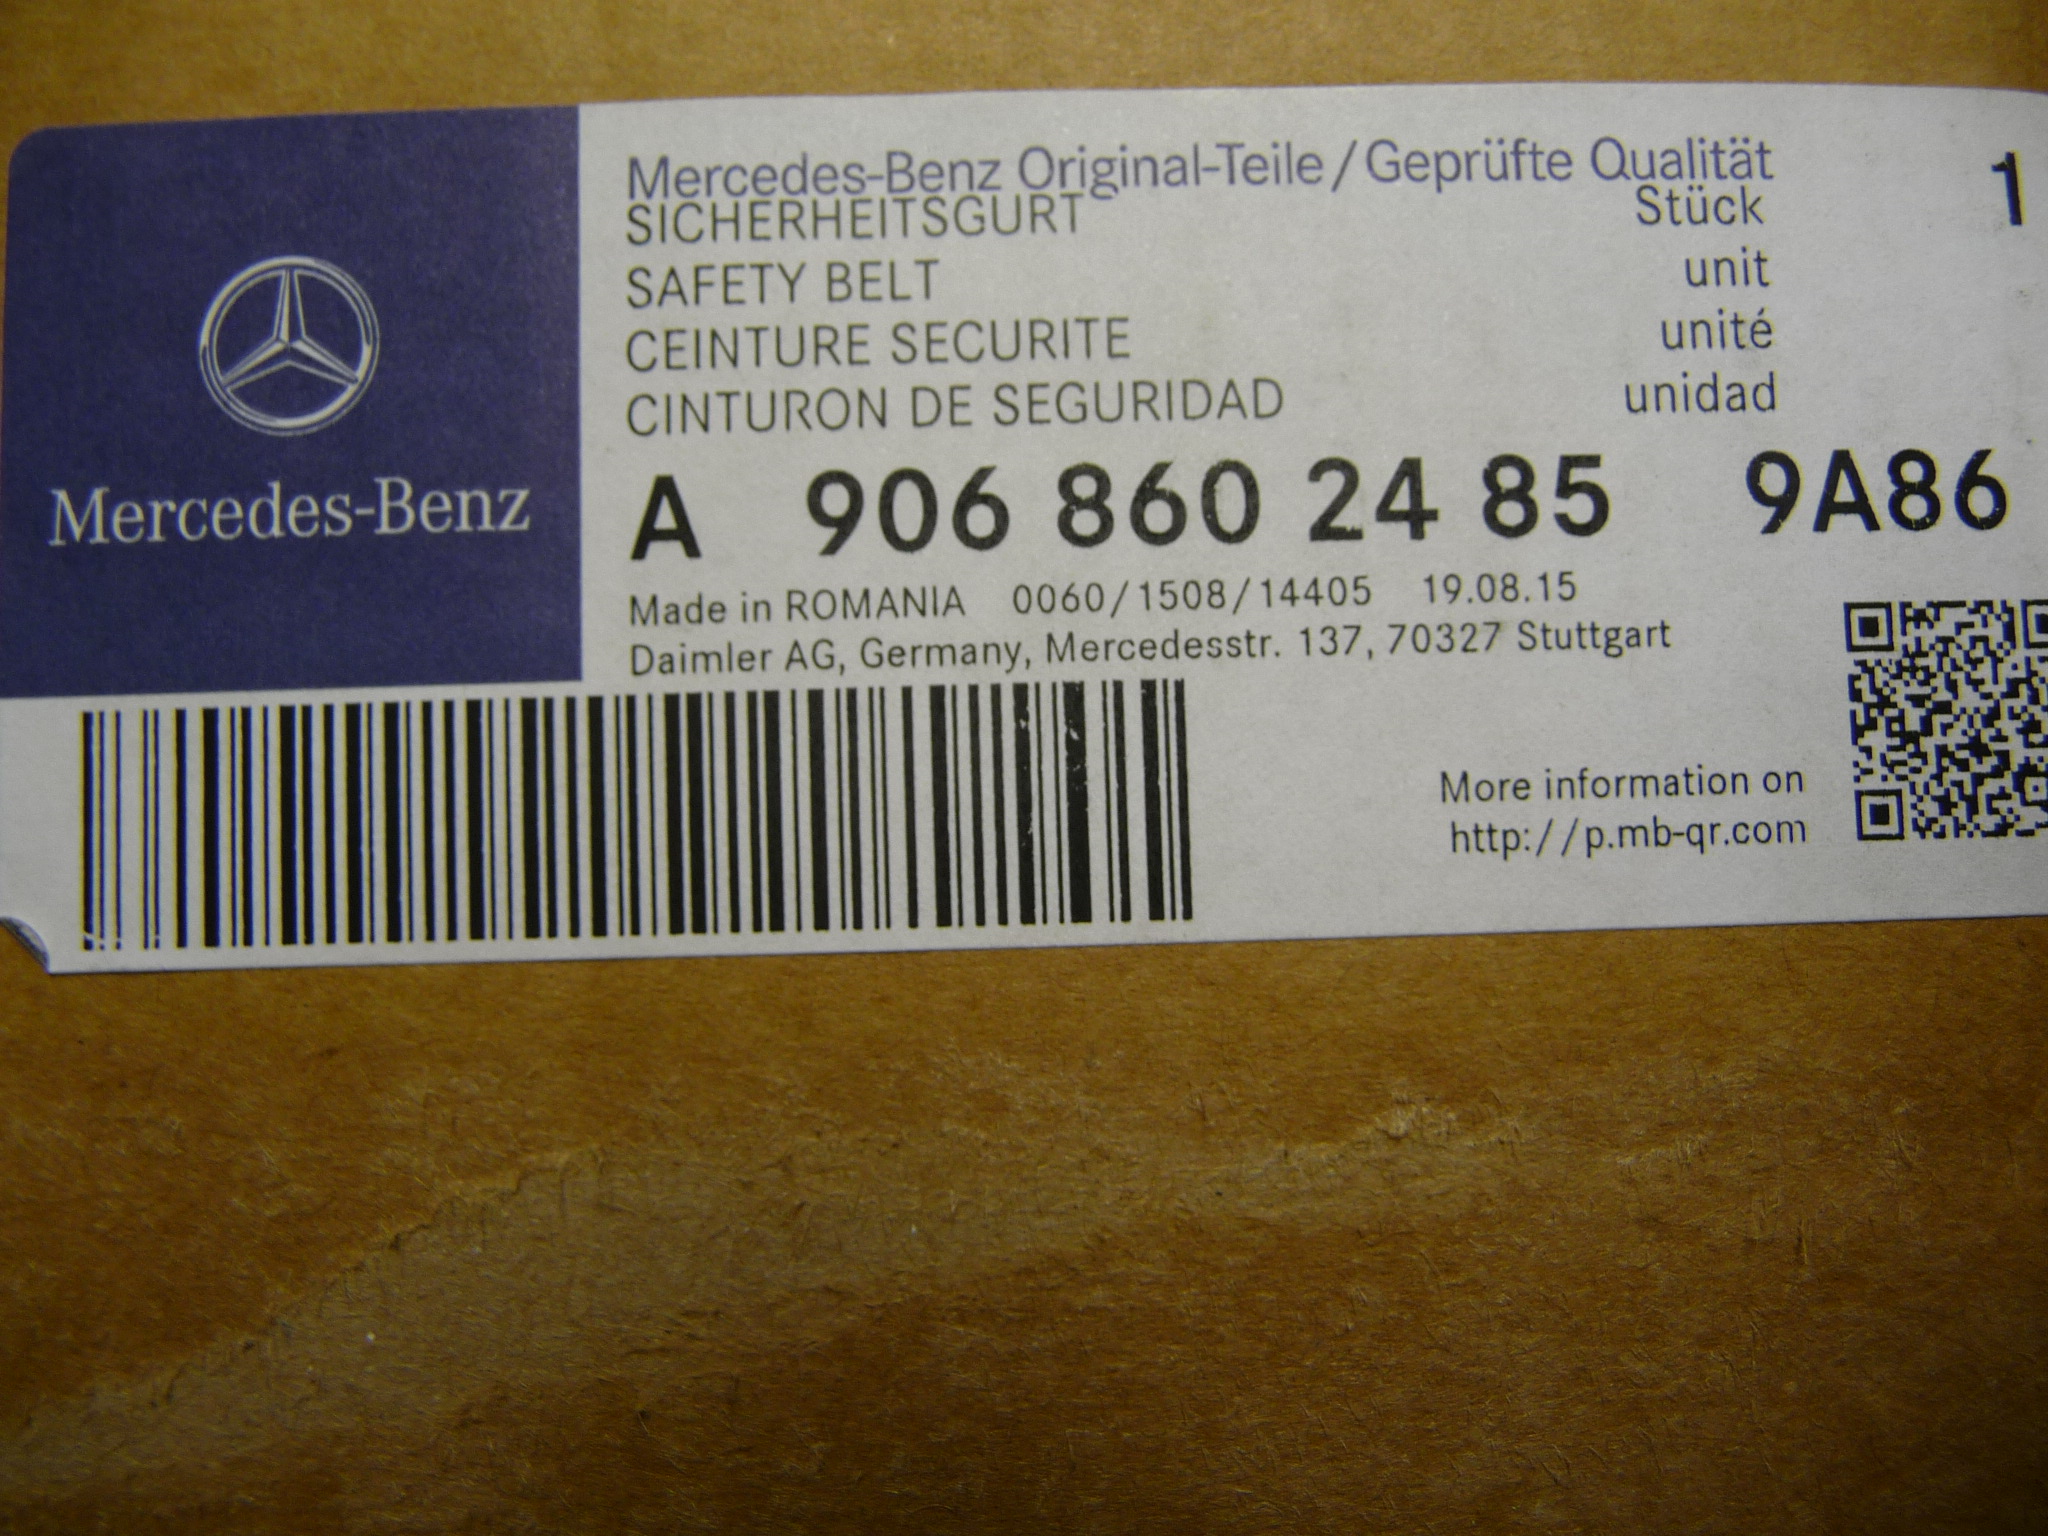 Mercedes-Benz
Mercedes-Benz Original-Teile/Geprüfte Qualität
SICHERHEITSGURT Stück 1
SAFETY BELT unit
CEINTURE SECURITE unité
CINTURON DE SEGURIDAD unidad
A 906 860 24 85 9A86
Made in ROMANIA 0060/1508/14405 19.08.15
Daimler AG, Germany, Mercedesstr. 137, 70327 Stuttgart
More information on
http://p.mb-qr.com